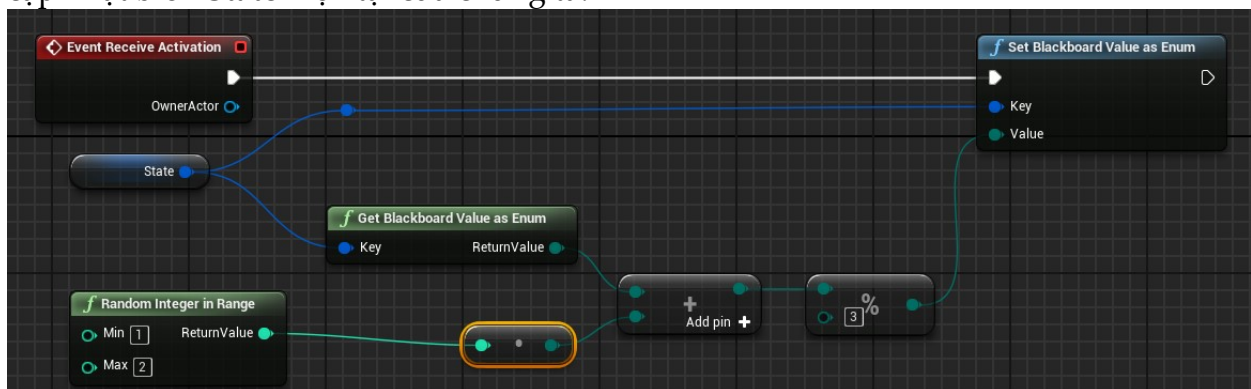 Event Receive Activation
OwnerActor
Set Blackboard Value as Enum
Key
Value
State
Get Blackboard Value as Enum
Key ReturnValue
Random Integer in Range
Min 1 ReturnValue
Max 2
+
Add pin +
3 %